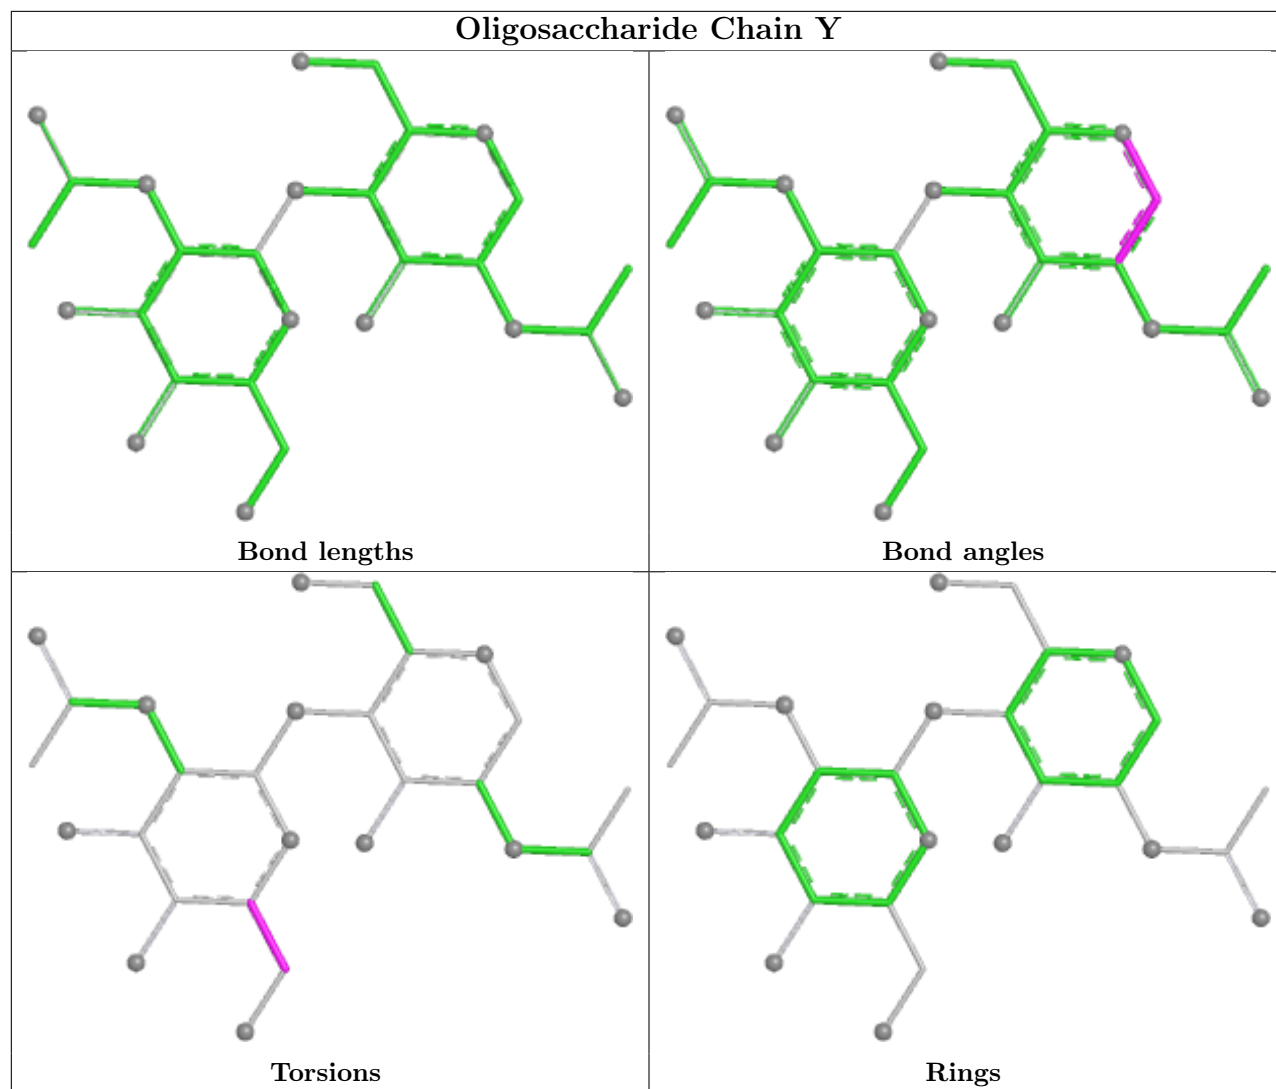 Oligosaccharide Chain Y
Bond lengths
Bond angles
Torsions
Rings